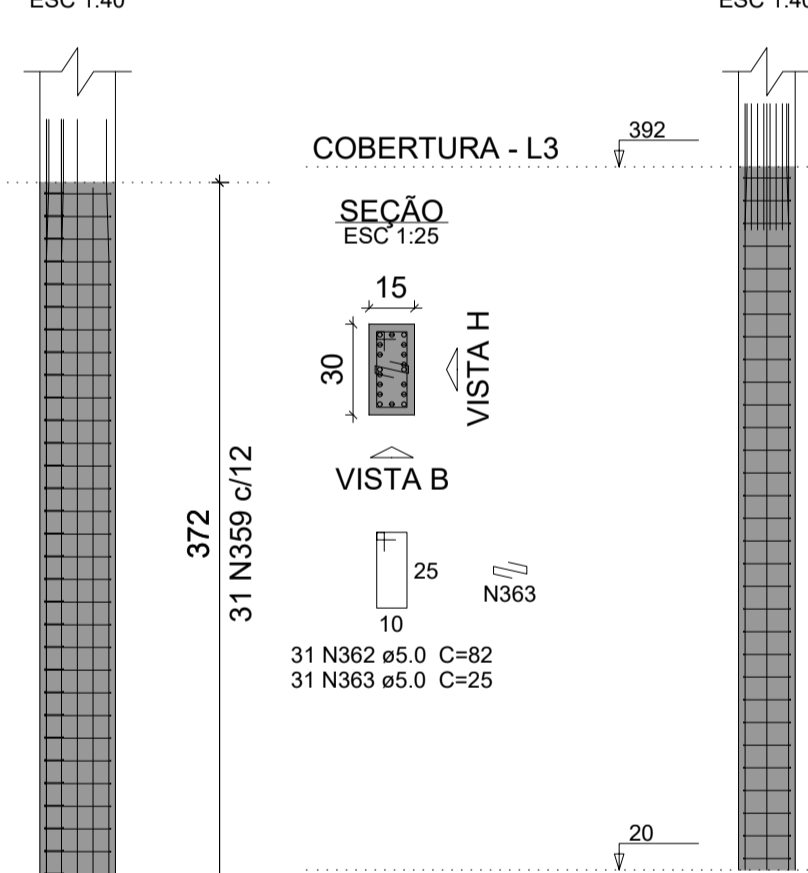 ESC 1:40
ESC 1:40
COBERTURA - L3
392
SEÇÃO
ESC 1:25
15
30
VISTA H
VISTA B
372
31 N359 c/12
25
10
N363
31 N362 ø5.0 C=82
31 N363 ø5.0 C=25
20